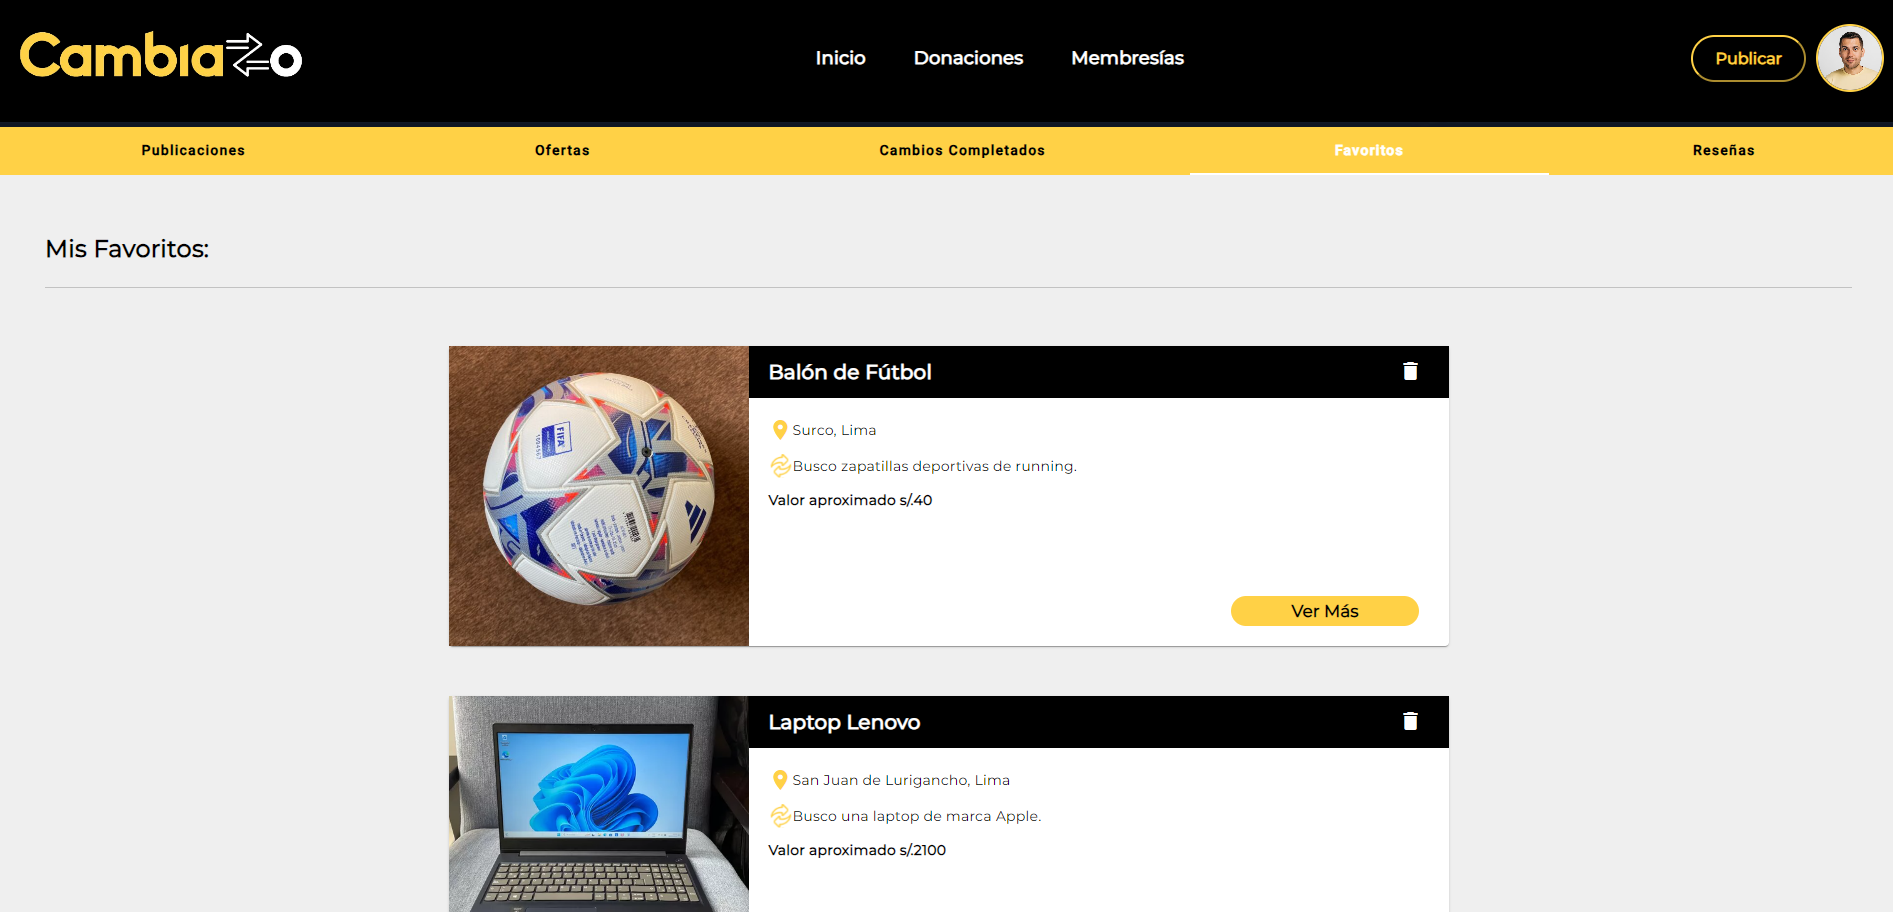 Cambiazo
Inicio
Donaciones
Membresías
Publicar
Publicaciones
Ofertas
Cambios Completados
Favoritos
Reseñas
Mis Favoritos:
Balón de Fútbol
FIFA
Surco, Lima
Busco zapatillas deportivas de running.
Valor aproximado s/.40
Ver Más
Laptop Lenovo
San Juan de Lurigancho, Lima
Busco una laptop de marca Apple.
Valor aproximado s/.2100